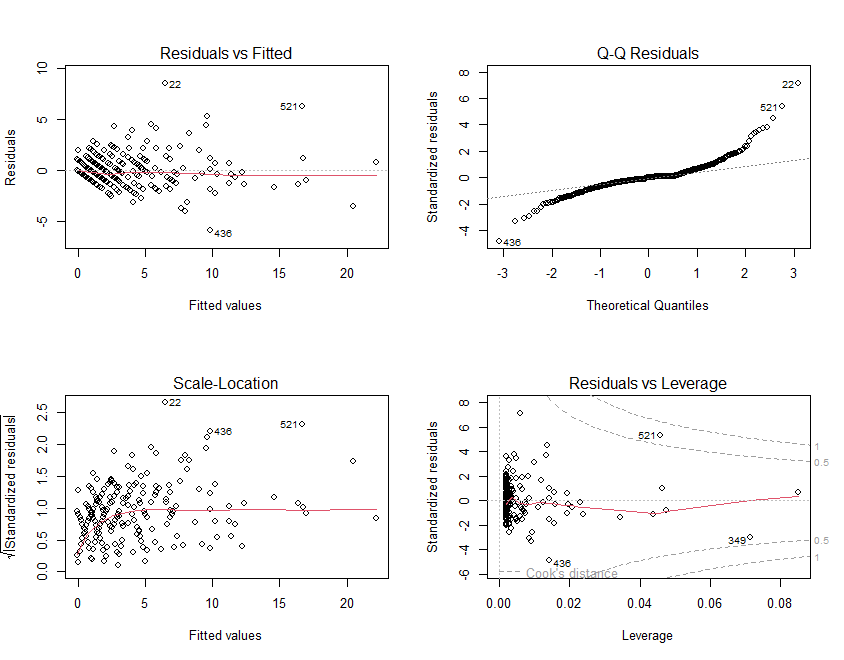 Residuals vs Fitted
Residuals
10
5
0
-5
22
521
436
0 5 10 15 20
Fitted values
Q-Q Residuals
Standardized residuals
8
6
4
2
0
-2
-4
22
521
436
-3 -2 -1 0 1 2 3
Theoretical Quantiles
Scale-Location
√|Standardized residuals|
2.5
2.0
1.5
1.0
0.5
0.0
22
436
521
0 5 10 15 20
Fitted values
Residuals vs Leverage
Standardized residuals
8
6
4
2
0
-2
-4
-6
521
349
436
1
0.5
0.5
1
Cook's distance
0.00 0.02 0.04 0.06 0.08
Leverage